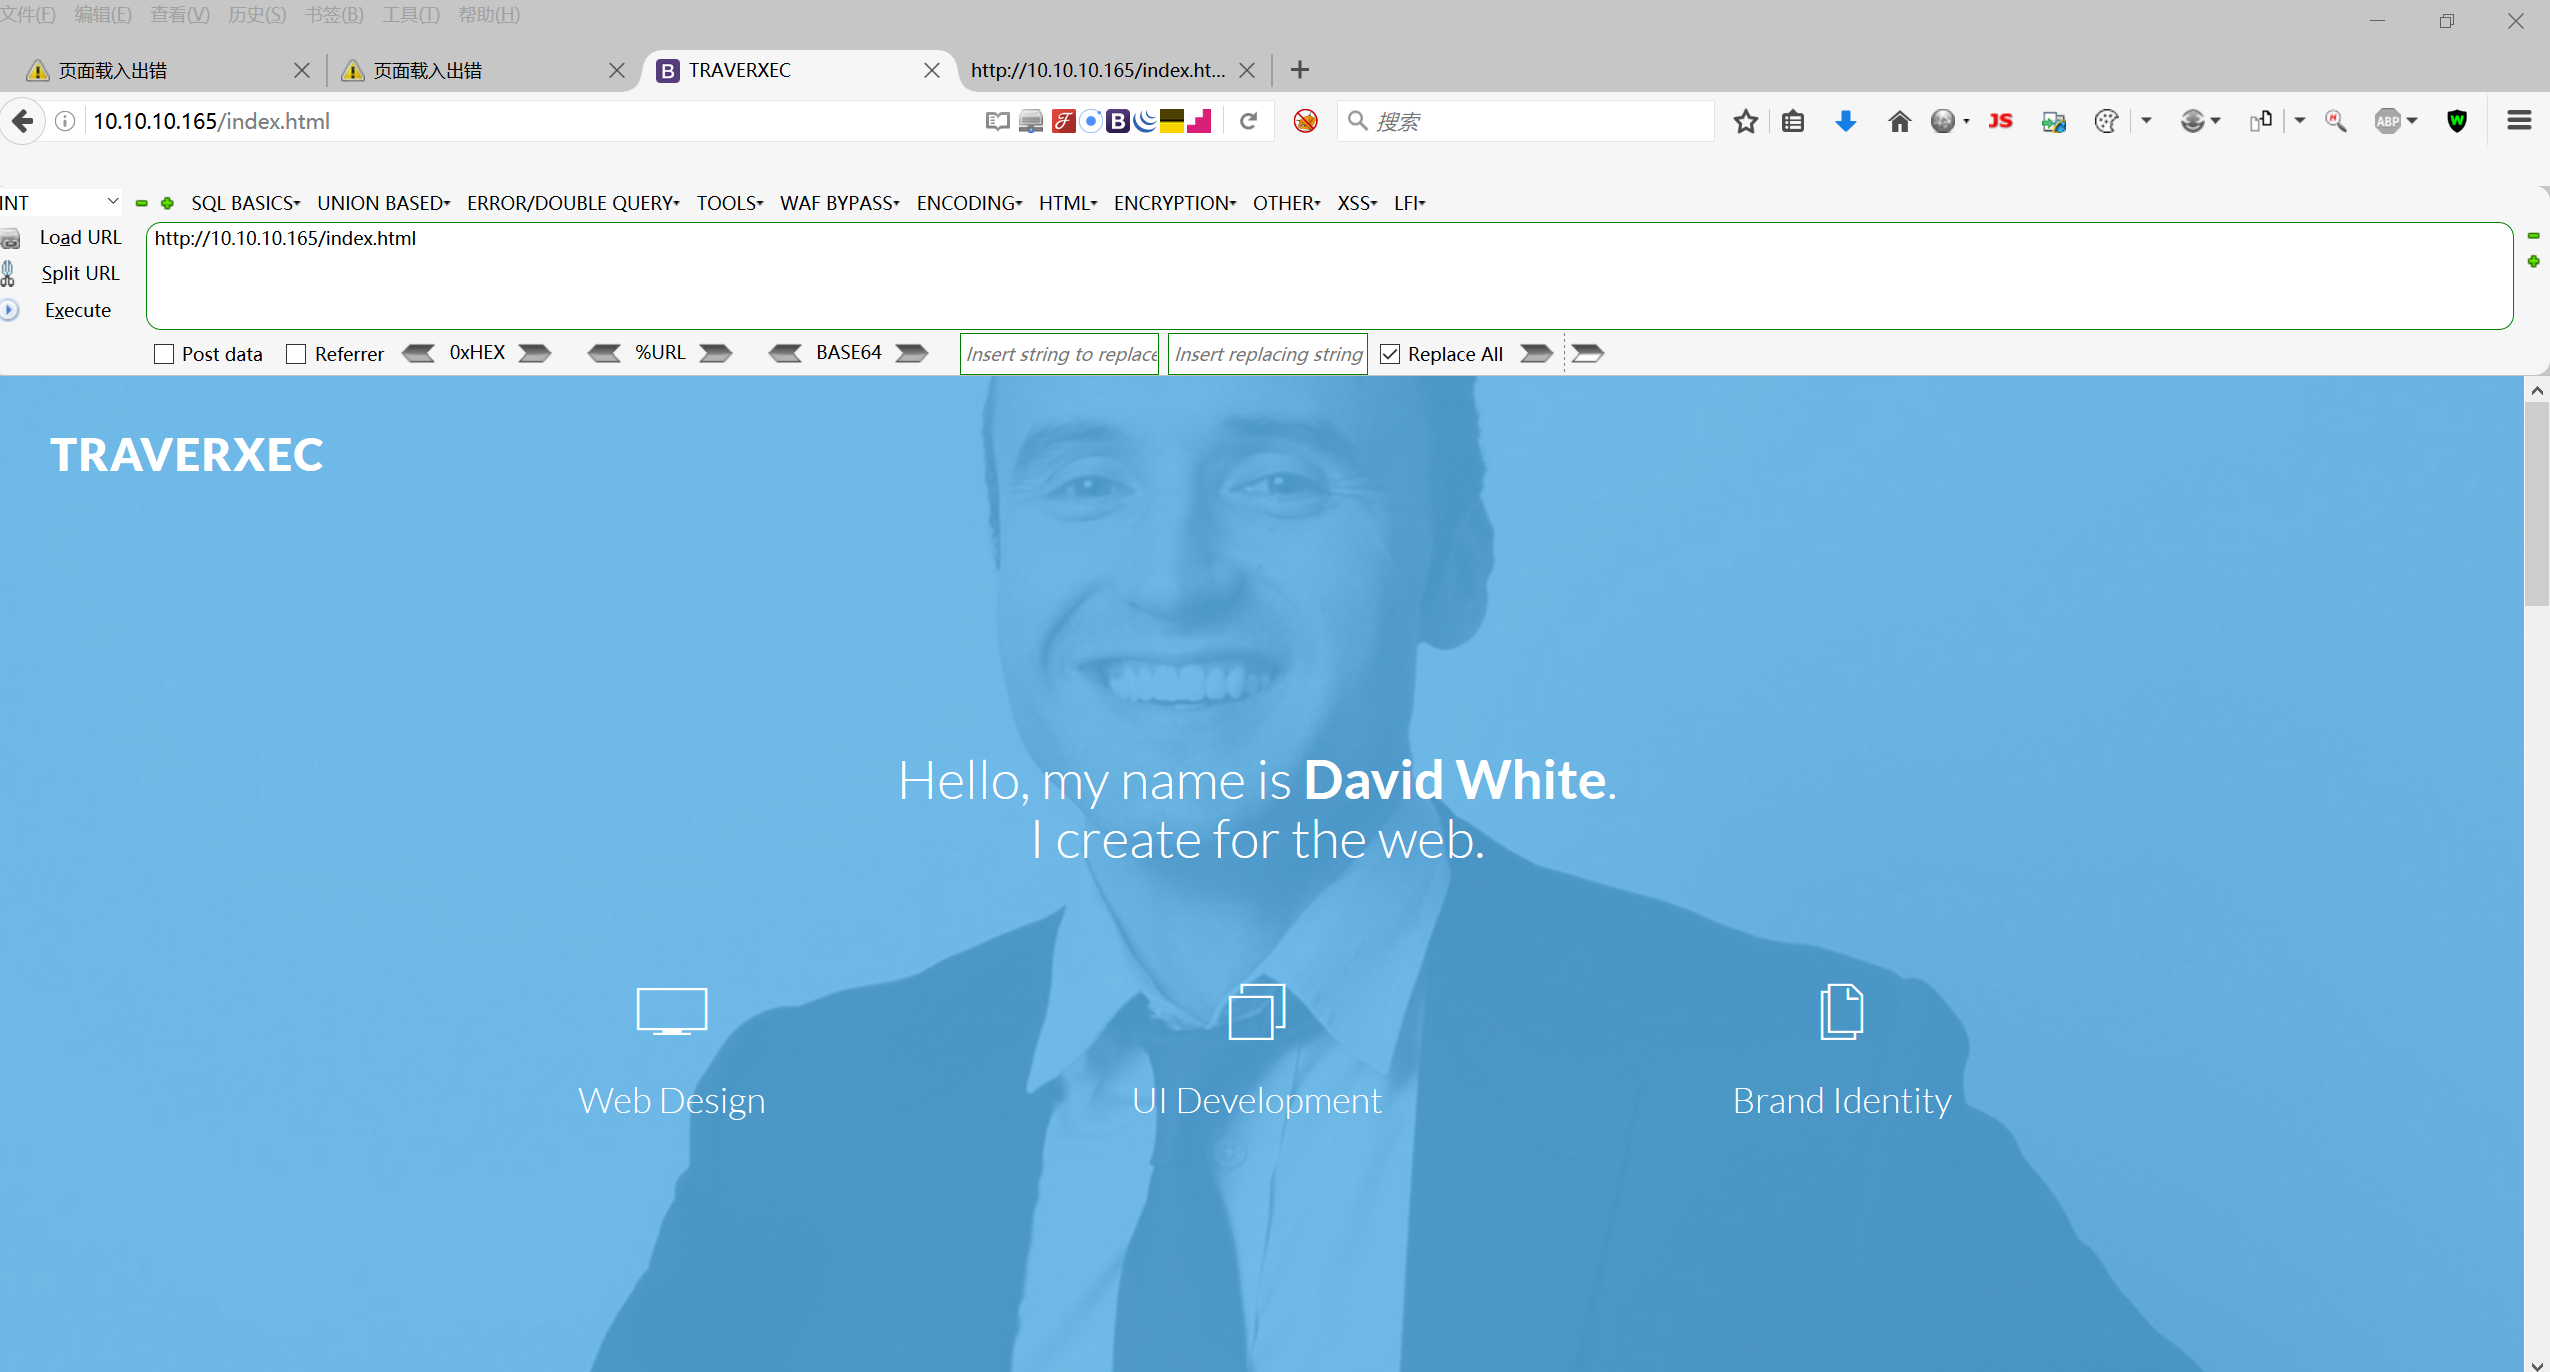 文件(F) 编辑(E) 查看(V) 历史(S) 书签(B) 工具(T) 帮助(H)
页面载入出错 页面载入出错 TRAVERXEC http://10.10.10.165/index.ht...
10.10.10.165/index.html 搜索 JS ABP
INT SQL BASICS UNION BASED ERROR/DOUBLE QUERY TOOLS WAF BYPASS ENCODING HTML ENCRYPTION OTHER XSS LFI
Load URL http://10.10.10.165/index.html
Split URL
Execute
Post data Referrer 0xHEX %URL BASE64 Insert string to replace Insert replacing string Replace All
TRAVERXEC
Hello, my name is David White.
I create for the web.
Web Design UI Development Brand Identity